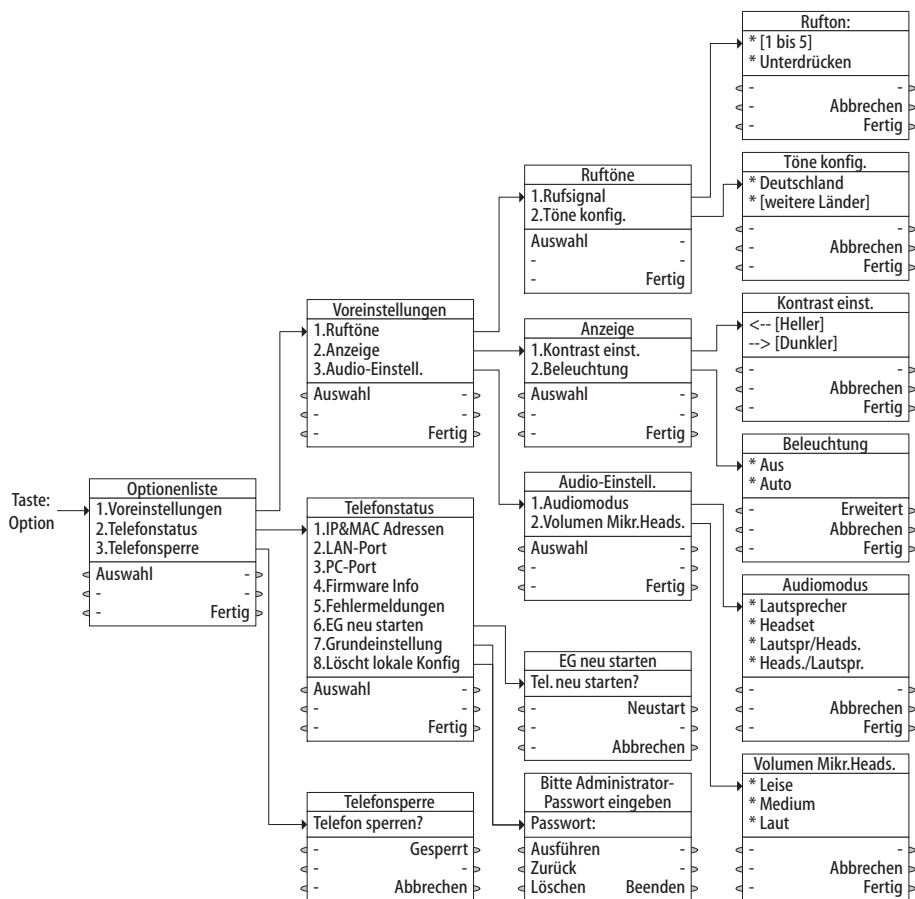 Taste:
Option
Optionenliste
1.Voreinstellungen
2.Telefonstatus
3.Telefonsperre
Auswahl -
- -
- Fertig
Voreinstellungen
1.Ruftöne
2.Anzeige
3.Audio-Einstell.
Auswahl -
- -
- Fertig
Telefonstatus
1.IP&MAC Adressen
2.LAN-Port
3.PC-Port
4.Firmware Info
5.Fehlermeldungen
6.EG neu starten
7.Grundeinstellung
8.Löscht lokale Konfig
Auswahl -
- -
- Fertig
Telefonsperre
Telefon sperren?
- Gesperrt
- -
- Abbrechen
Ruftöne
1.Rufsignal
2.Töne konfig.
Auswahl -
- -
- Fertig
Anzeige
1.Kontrast einst.
2.Beleuchtung
Auswahl -
- -
- Fertig
Audio-Einstell.
1.Audiomodus
2.Volumen Mikr.Heads.
Auswahl -
- -
- Fertig
EG neu starten
Tel. neu starten?
- Neustart
- -
- Abbrechen
Bitte Administrator-
Passwort eingeben
Passwort:
Ausführen -
Zurück -
Löschen Beenden
Rufton:
* [1 bis 5]
* Unterdrücken
- -
- Abbrechen
- Fertig
Töne konfig.
* Deutschland
* [weitere Länder]
- -
- Abbrechen
- Fertig
Kontrast einst.
<-- [Heller]
--> [Dunkler]
- -
- Abbrechen
- Fertig
Beleuchtung
* Aus
* Auto
- Erweitert
- Abbrechen
- Fertig
Audiomodus
* Lautsprecher
* Headset
* Lautspr/Heads.
* Heads./Lautspr.
- -
- Abbrechen
- Fertig
Volumen Mikr.Heads.
* Leise
* Medium
* Laut
- -
- Abbrechen
- Fertig